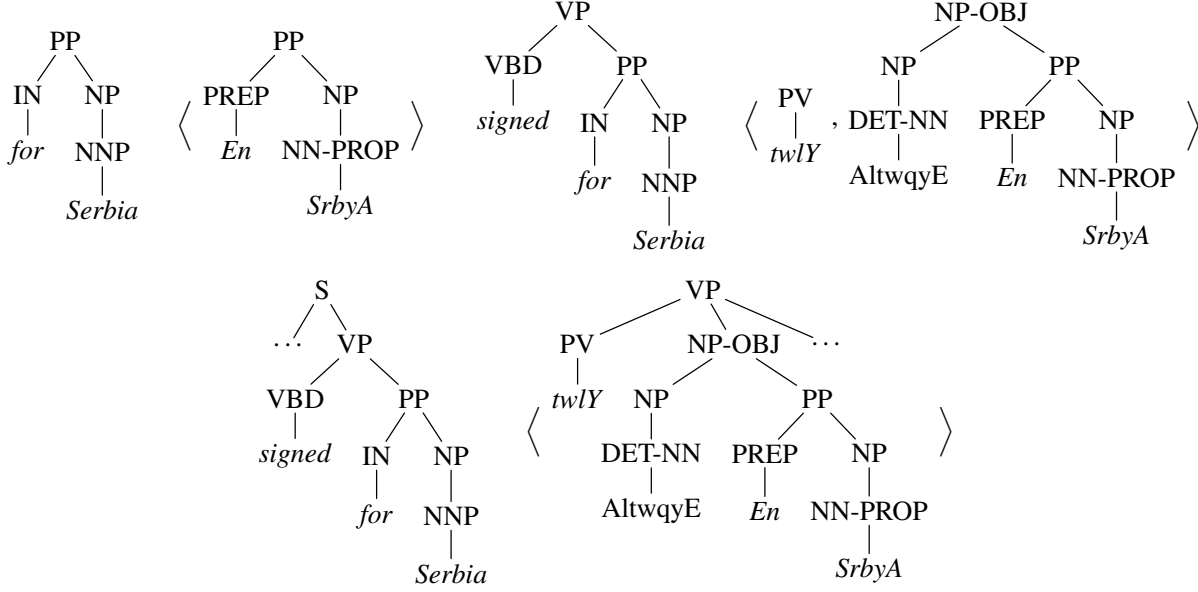 VP NP-OBJ
PP PP VBD PP NP PP
IN NP ⟨ PREP NP ⟩ signed IN NP ⟨ PV , DET-NN PREP NP ⟩
for NNP En NN-PROP for NNP twlY AltwqyE En NN-PROP
Serbia SrbyA Serbia SrbyA
S VP
… VP PV NP-OBJ …
VBD PP ⟨ twlY NP PP ⟩
signed IN NP DET-NN PREP NP
for NNP AltwqyE En NN-PROP
Serbia SrbyA